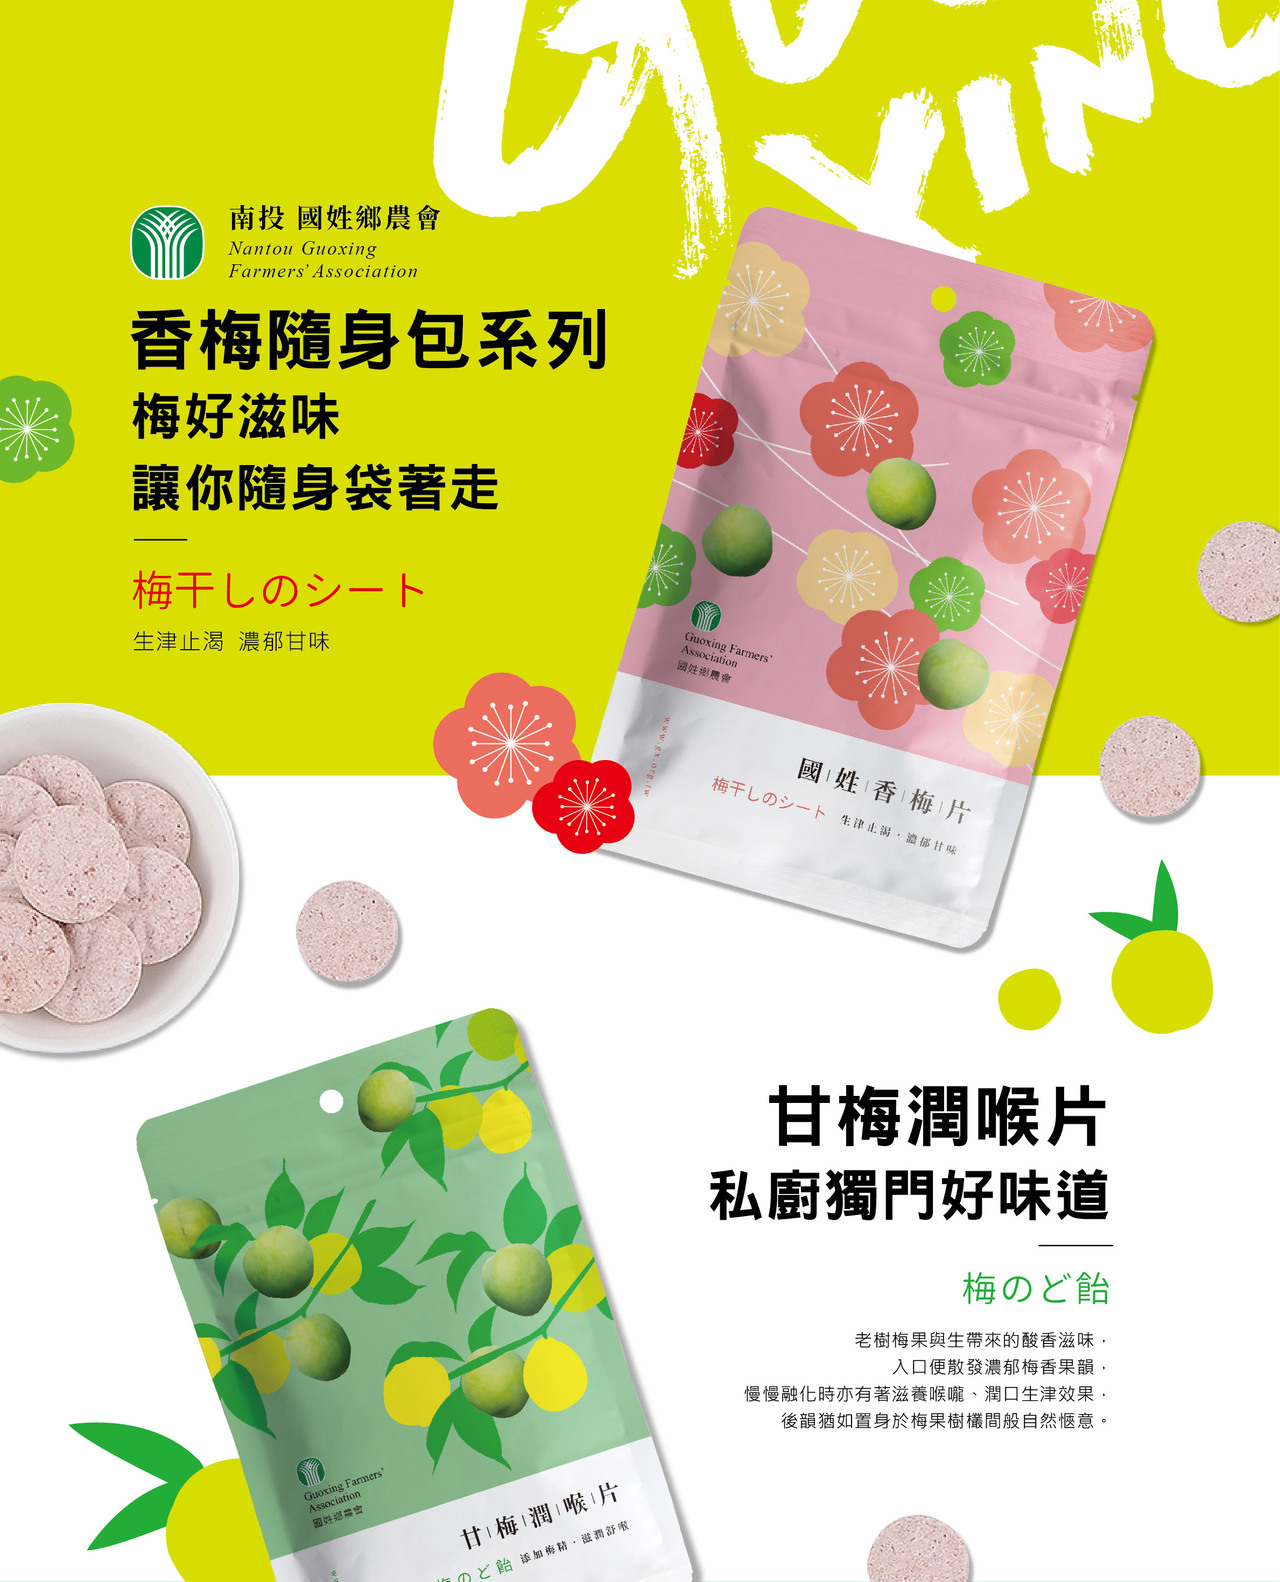 南投 國姓鄉農會
Nantou Guoxing
Farmers' Association
香梅隨身包系列
梅好滋味
讓你隨身袋著走
梅干しのシート
生津止渴 濃郁甘味
Guoxing Farmers'
Association
國姓鄉農會
www.gx.org.tw
國姓香梅片
梅干しのシート
生津止渴・濃郁甘味
甘梅潤喉片
私廚獨門好味道
梅のど飴
老樹梅果與生帶來的酸香滋味，
入口便散發濃郁梅香果韻，
慢慢融化時亦有著滋養喉嚨、潤口生津效果，
後韻猶如置身於梅果樹欉間般自然愜意。
Guoxing Farmers'
Association
國姓鄉農會
甘梅潤喉片
梅のど飴
添加梅精・滋潤舒喉